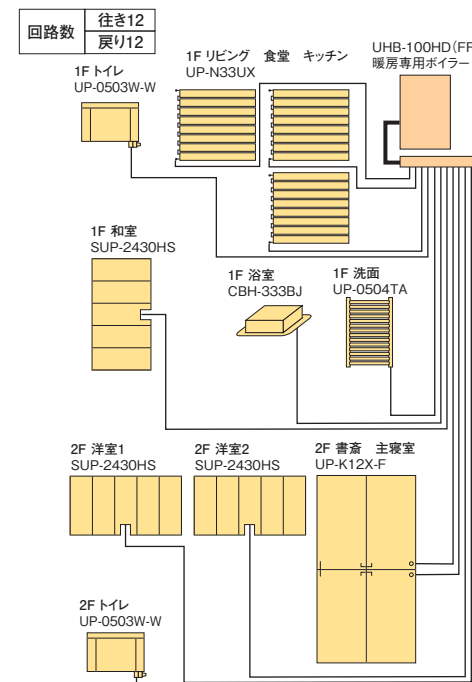 回路数 往き12
戻り12
1F トイレ
UP-0503W-W
1F リビング 食堂 キッチン
UP-N33UX
UHB-100HD(FF
暖房専用ボイラー
1F 和室
SUP-2430HS
1F 浴室
CBH-333BJ
1F 洗面
UP-0504TA
2F 洋室1
SUP-2430HS
2F 洋室2
SUP-2430HS
2F 書斎 主寝室
UP-K12X-F
2F トイレ
UP-0503W-W